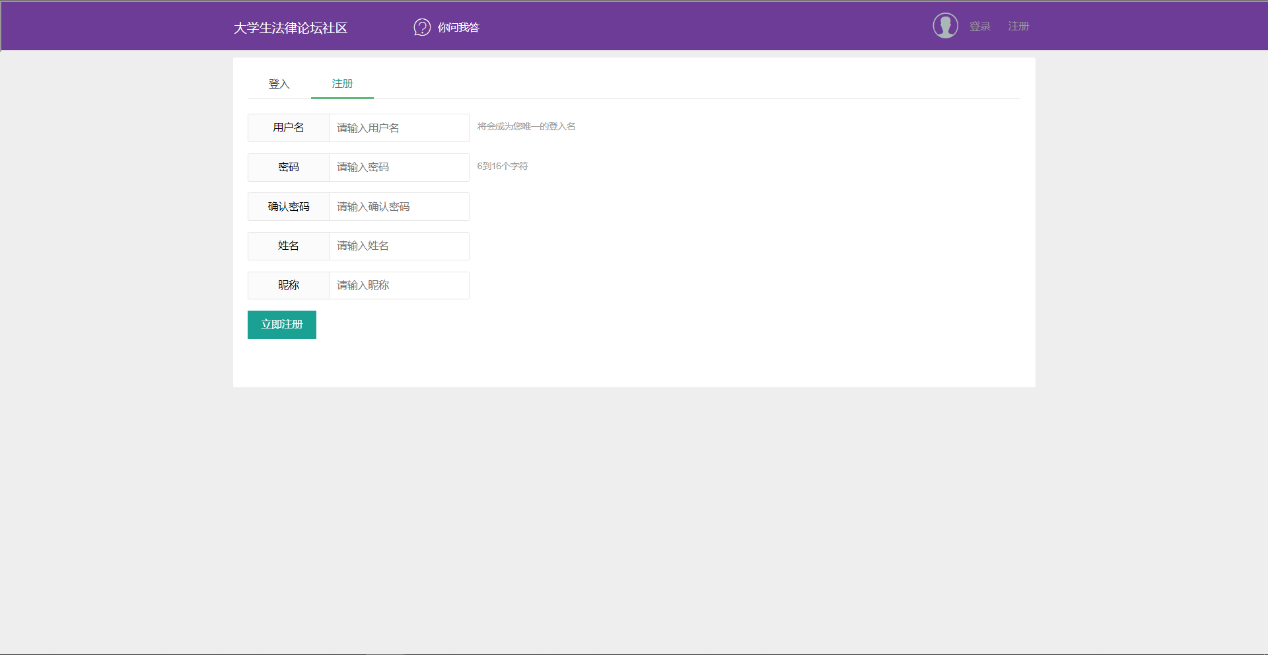 大学生法律论坛社区 你问我答 登录 注册
登入 注册
用户名 请输入用户名 将会成为您唯一的登入名
密码 请输入密码 6到16个字符
确认密码 请输入确认密码
姓名 请输入姓名
昵称 请输入昵称
立即注册